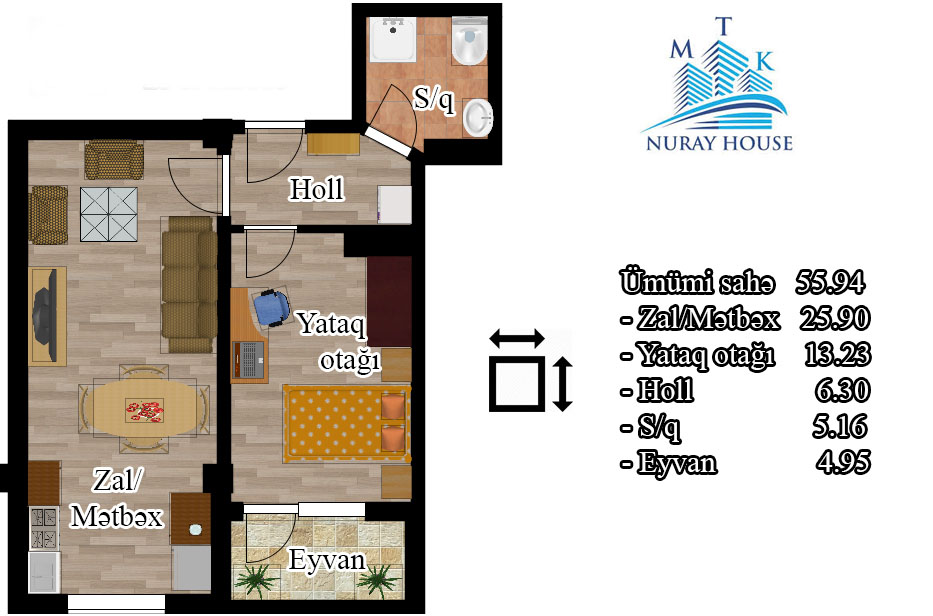 M T K
NURAY HOUSE
S/q
Holl
Yataq
otağı
Zal/
Mətbəx
Eyvan
Ümümi sahə 55.94
- Zal/Mətbəx 25.90
- Yataq otağı 13.23
- Holl 6.30
- S/q 5.16
- Eyvan 4.95